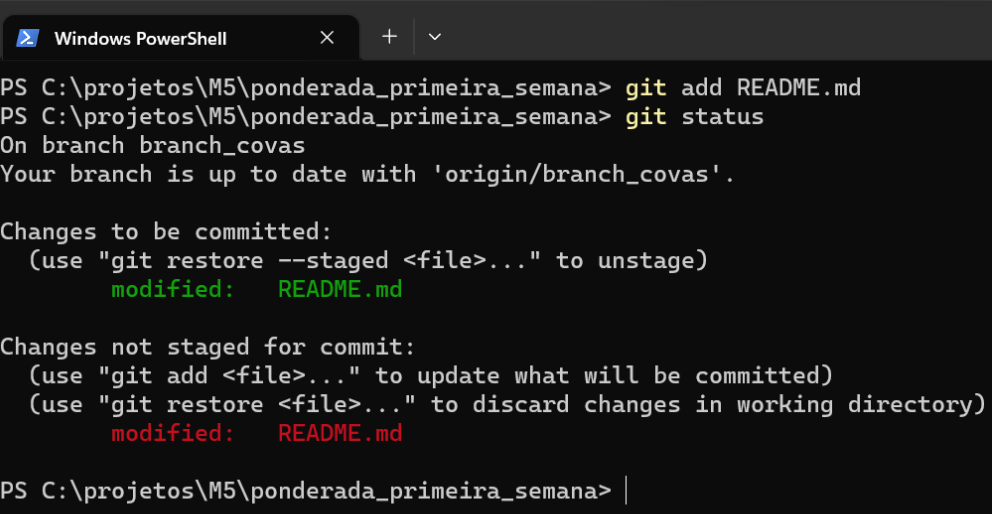 Windows PowerShell
PS C:\projetos\M5\ponderada_primeira_semana> git add README.md
PS C:\projetos\M5\ponderada_primeira_semana> git status
On branch branch_covas
Your branch is up to date with 'origin/branch_covas'.

Changes to be committed:
  (use "git restore --staged <file>..." to unstage)
        modified:   README.md

Changes not staged for commit:
  (use "git add <file>..." to update what will be committed)
  (use "git restore <file>..." to discard changes in working directory)
        modified:   README.md

PS C:\projetos\M5\ponderada_primeira_semana>